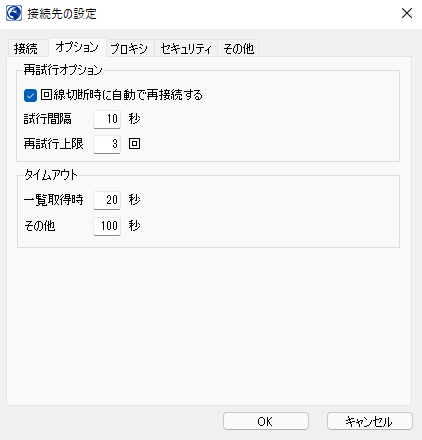 接続先の設定
接続 オプション プロキシ セキュリティ その他
再試行オプション
回線切断時に自動で再接続する
試行間隔 10 秒
再試行上限 3 回
タイムアウト
一覧取得時 20 秒
その他 100 秒
OK キャンセル